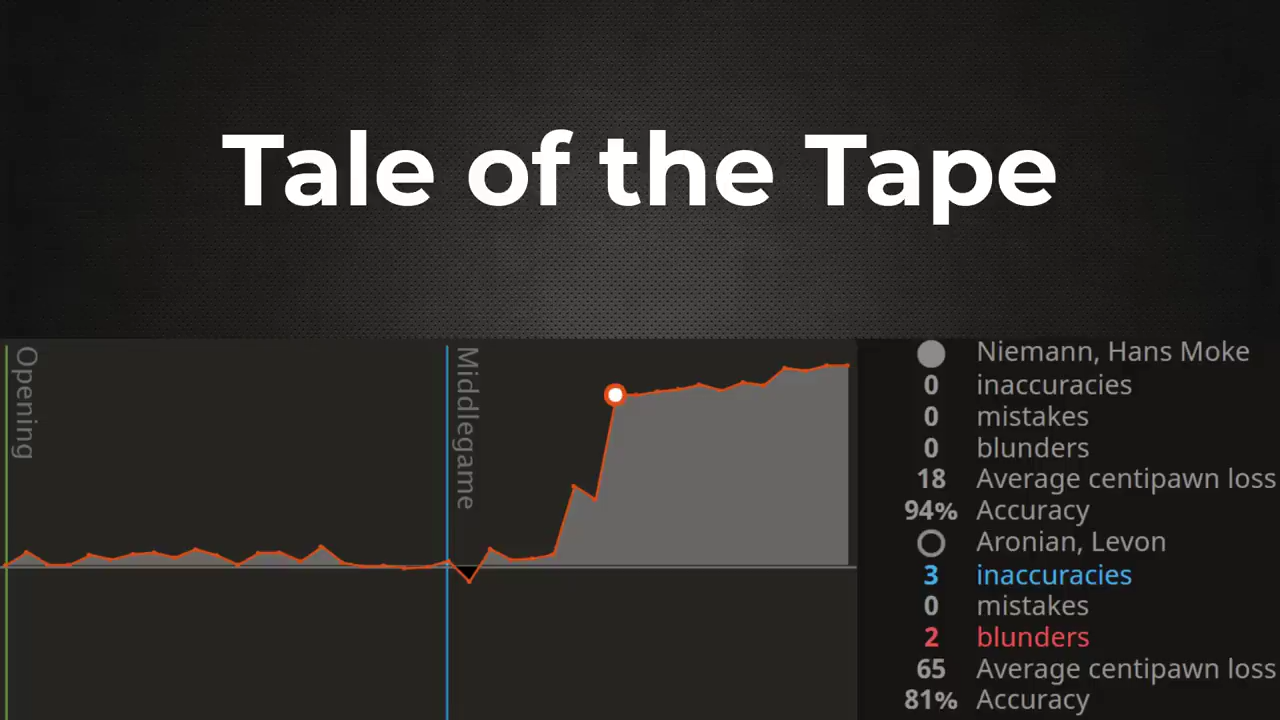 Tale of the Tape
Opening
Middlegame
Niemann, Hans Moke
0 inaccuracies
0 mistakes
0 blunders
18 Average centipawn loss
94% Accuracy
Aronian, Levon
3 inaccuracies
0 mistakes
2 blunders
65 Average centipawn loss
81% Accuracy